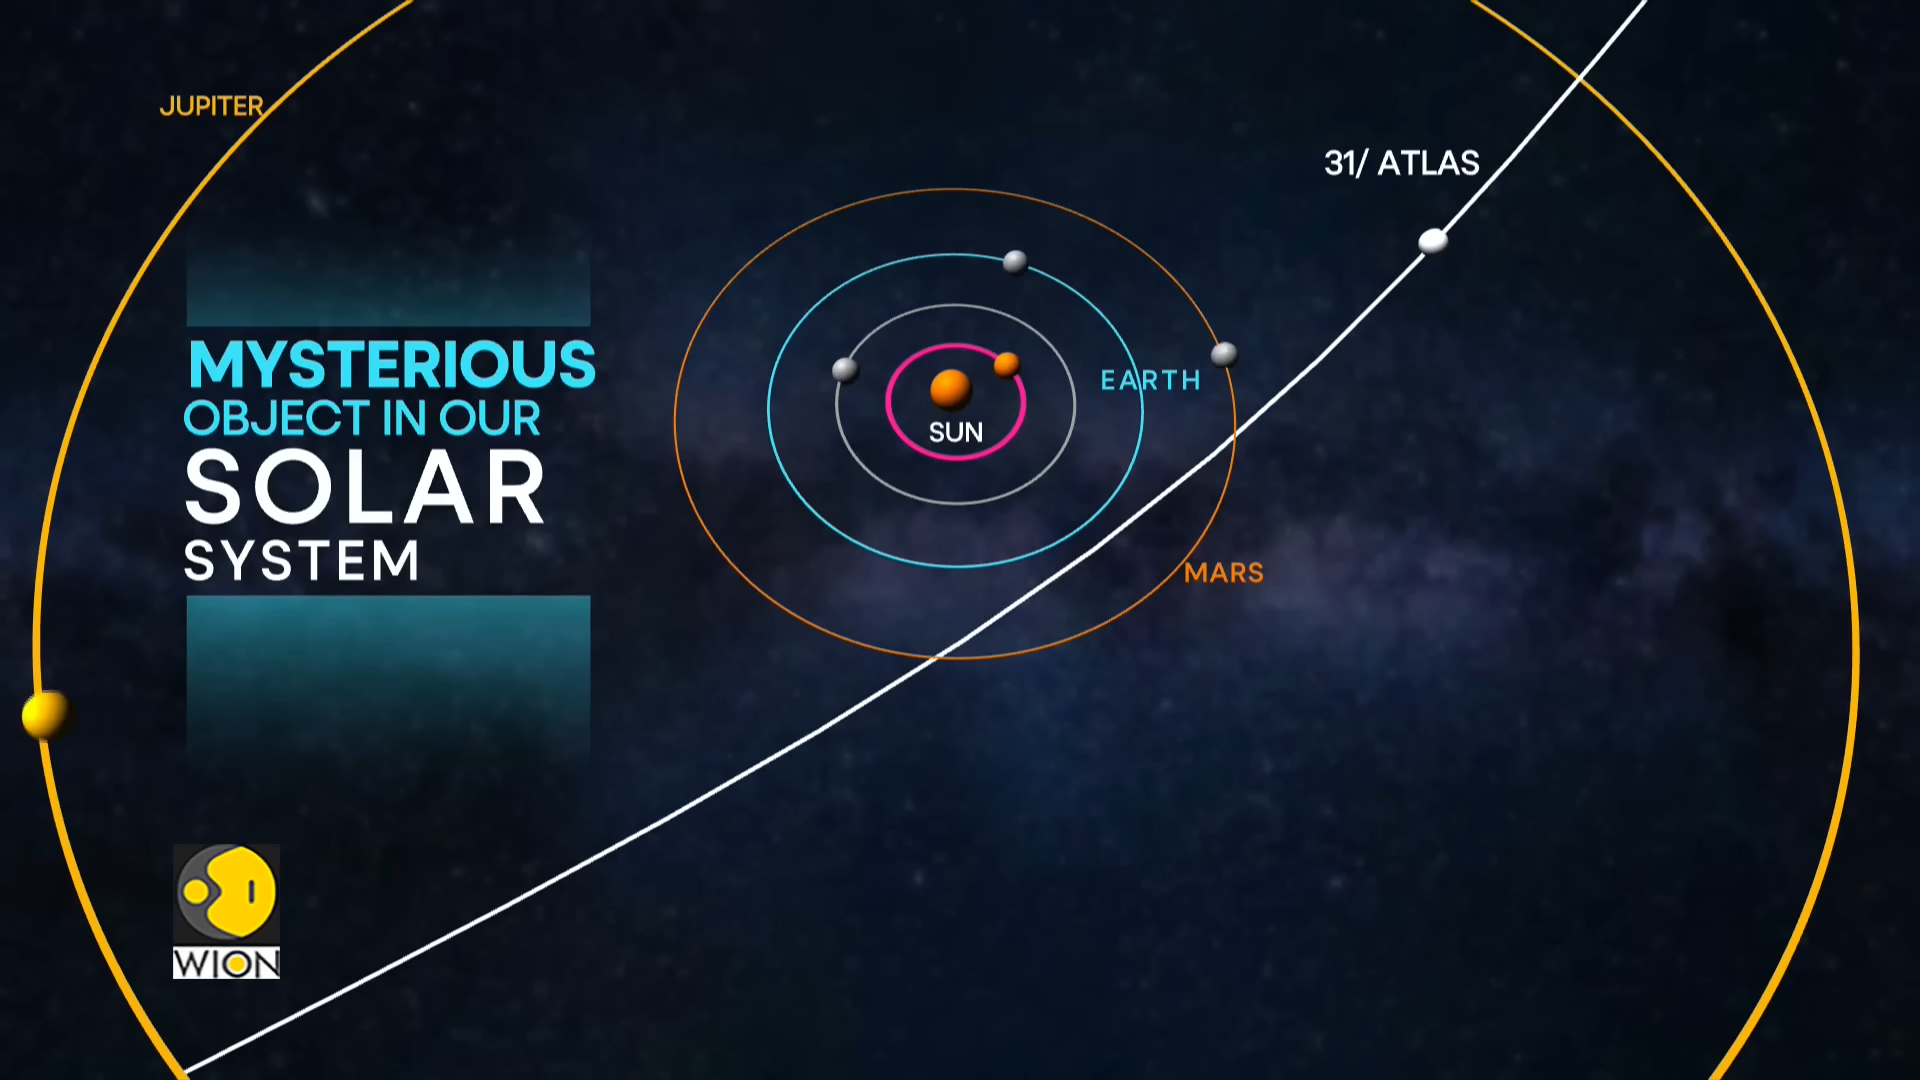 JUPITER
31/ ATLAS
MYSTERIOUS
OBJECT IN OUR
SOLAR
SYSTEM
EARTH
SUN
MARS
WION